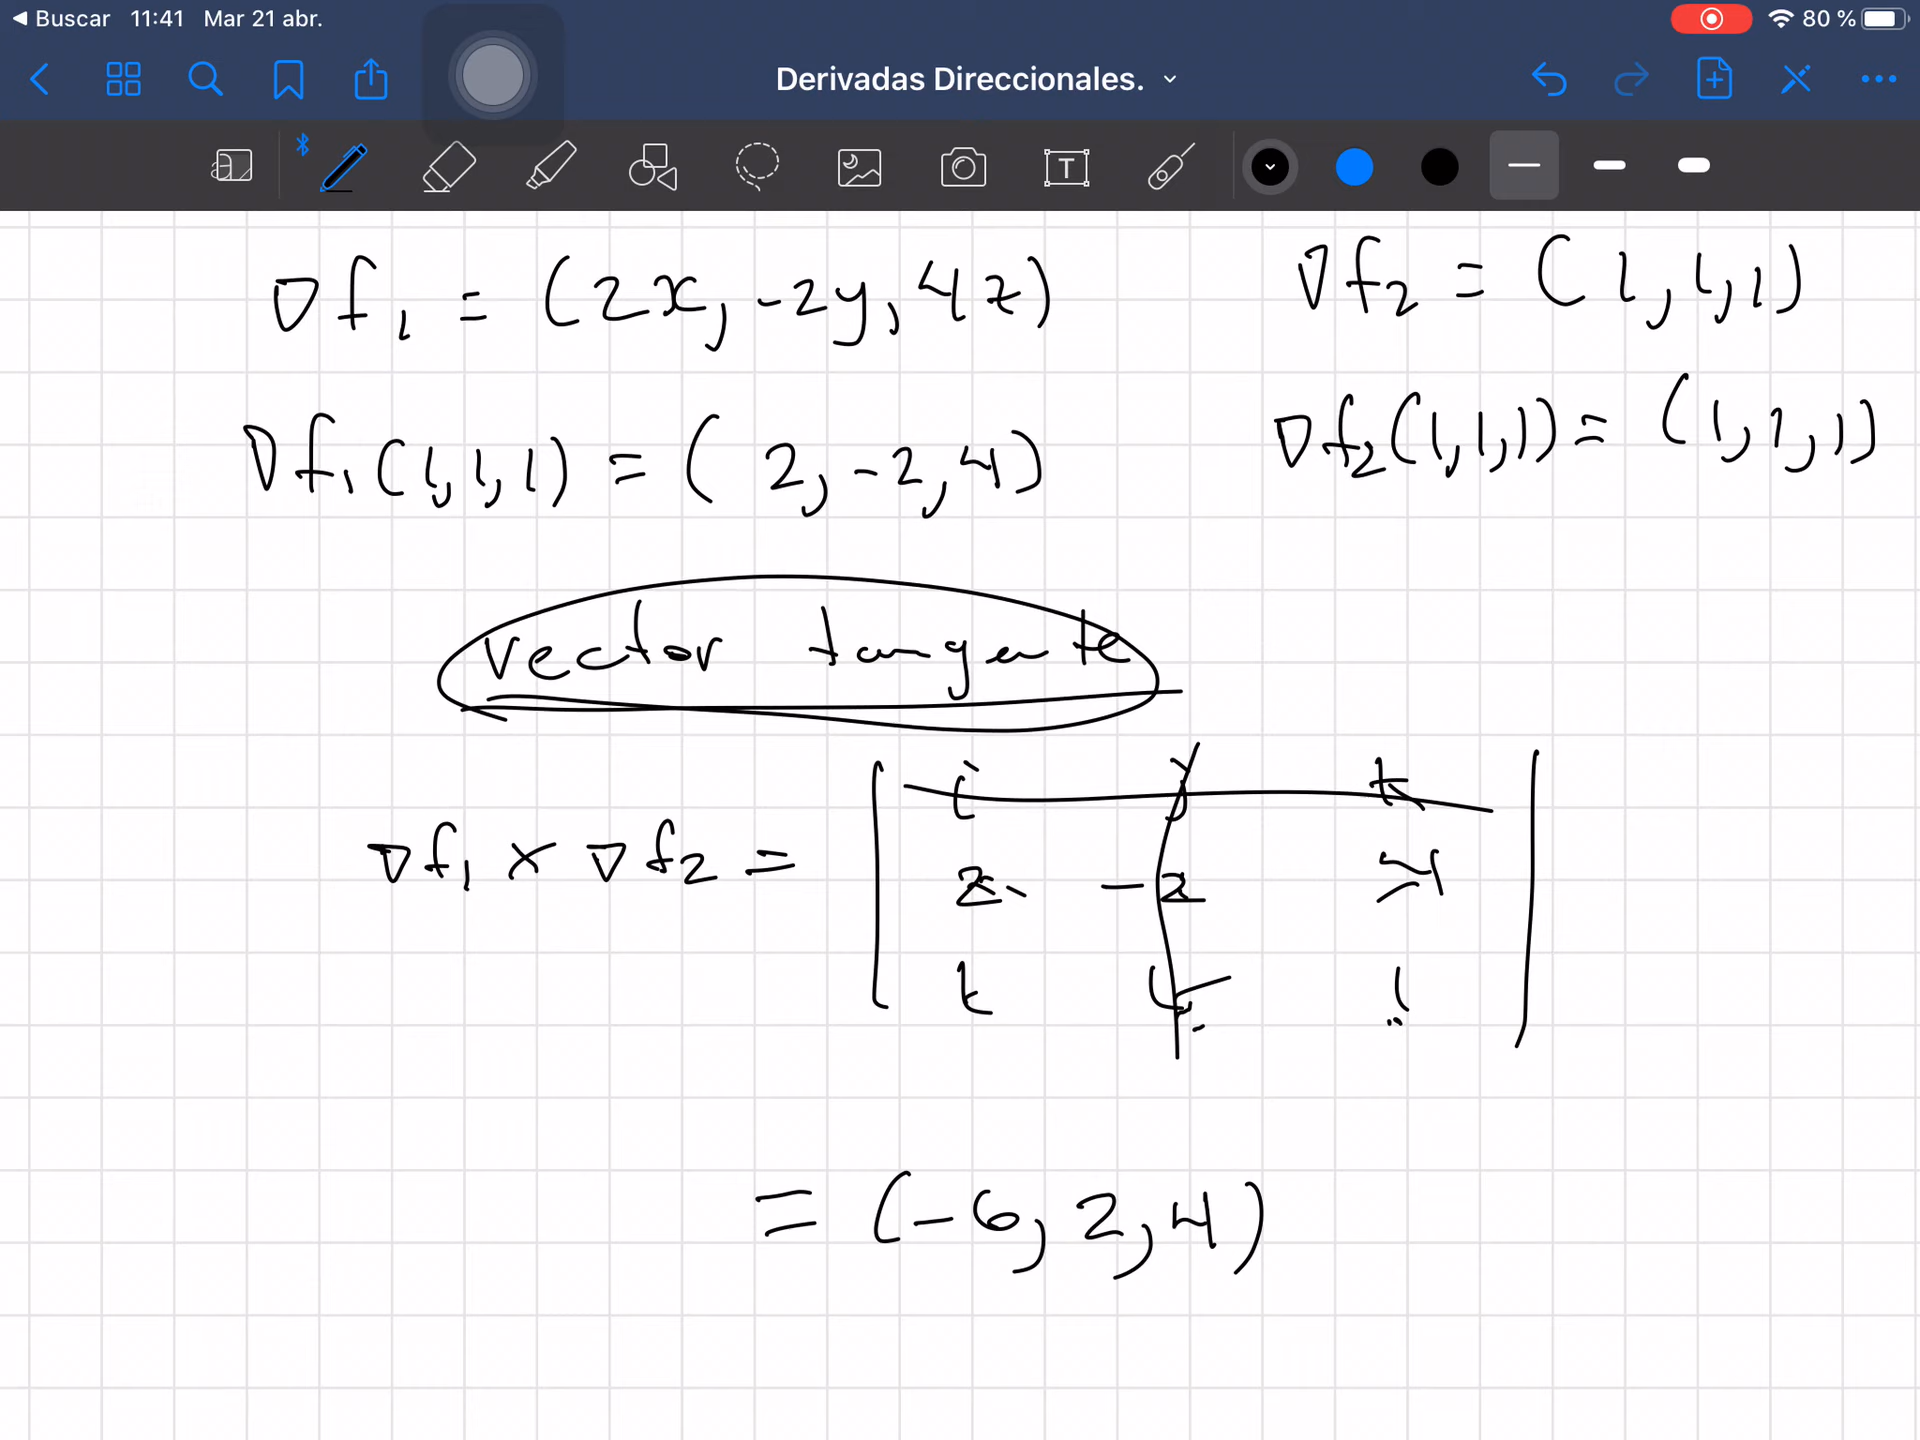 Buscar 11:41 Mar 21 abr. 80 %
Derivadas Direccionales.
T
∇f₁ = (2x, -2y, 4z) ∇f₂ = (1, 1, 1)
∇f₁(1,1,1) = (2, -2, 4) ∇f₂(1,1,1) = (1, 1, 1)
vector tangente
i j k
∇f₁ × ∇f₂ = 2 -2 4
1 1 1
= (-6, 2, 4)